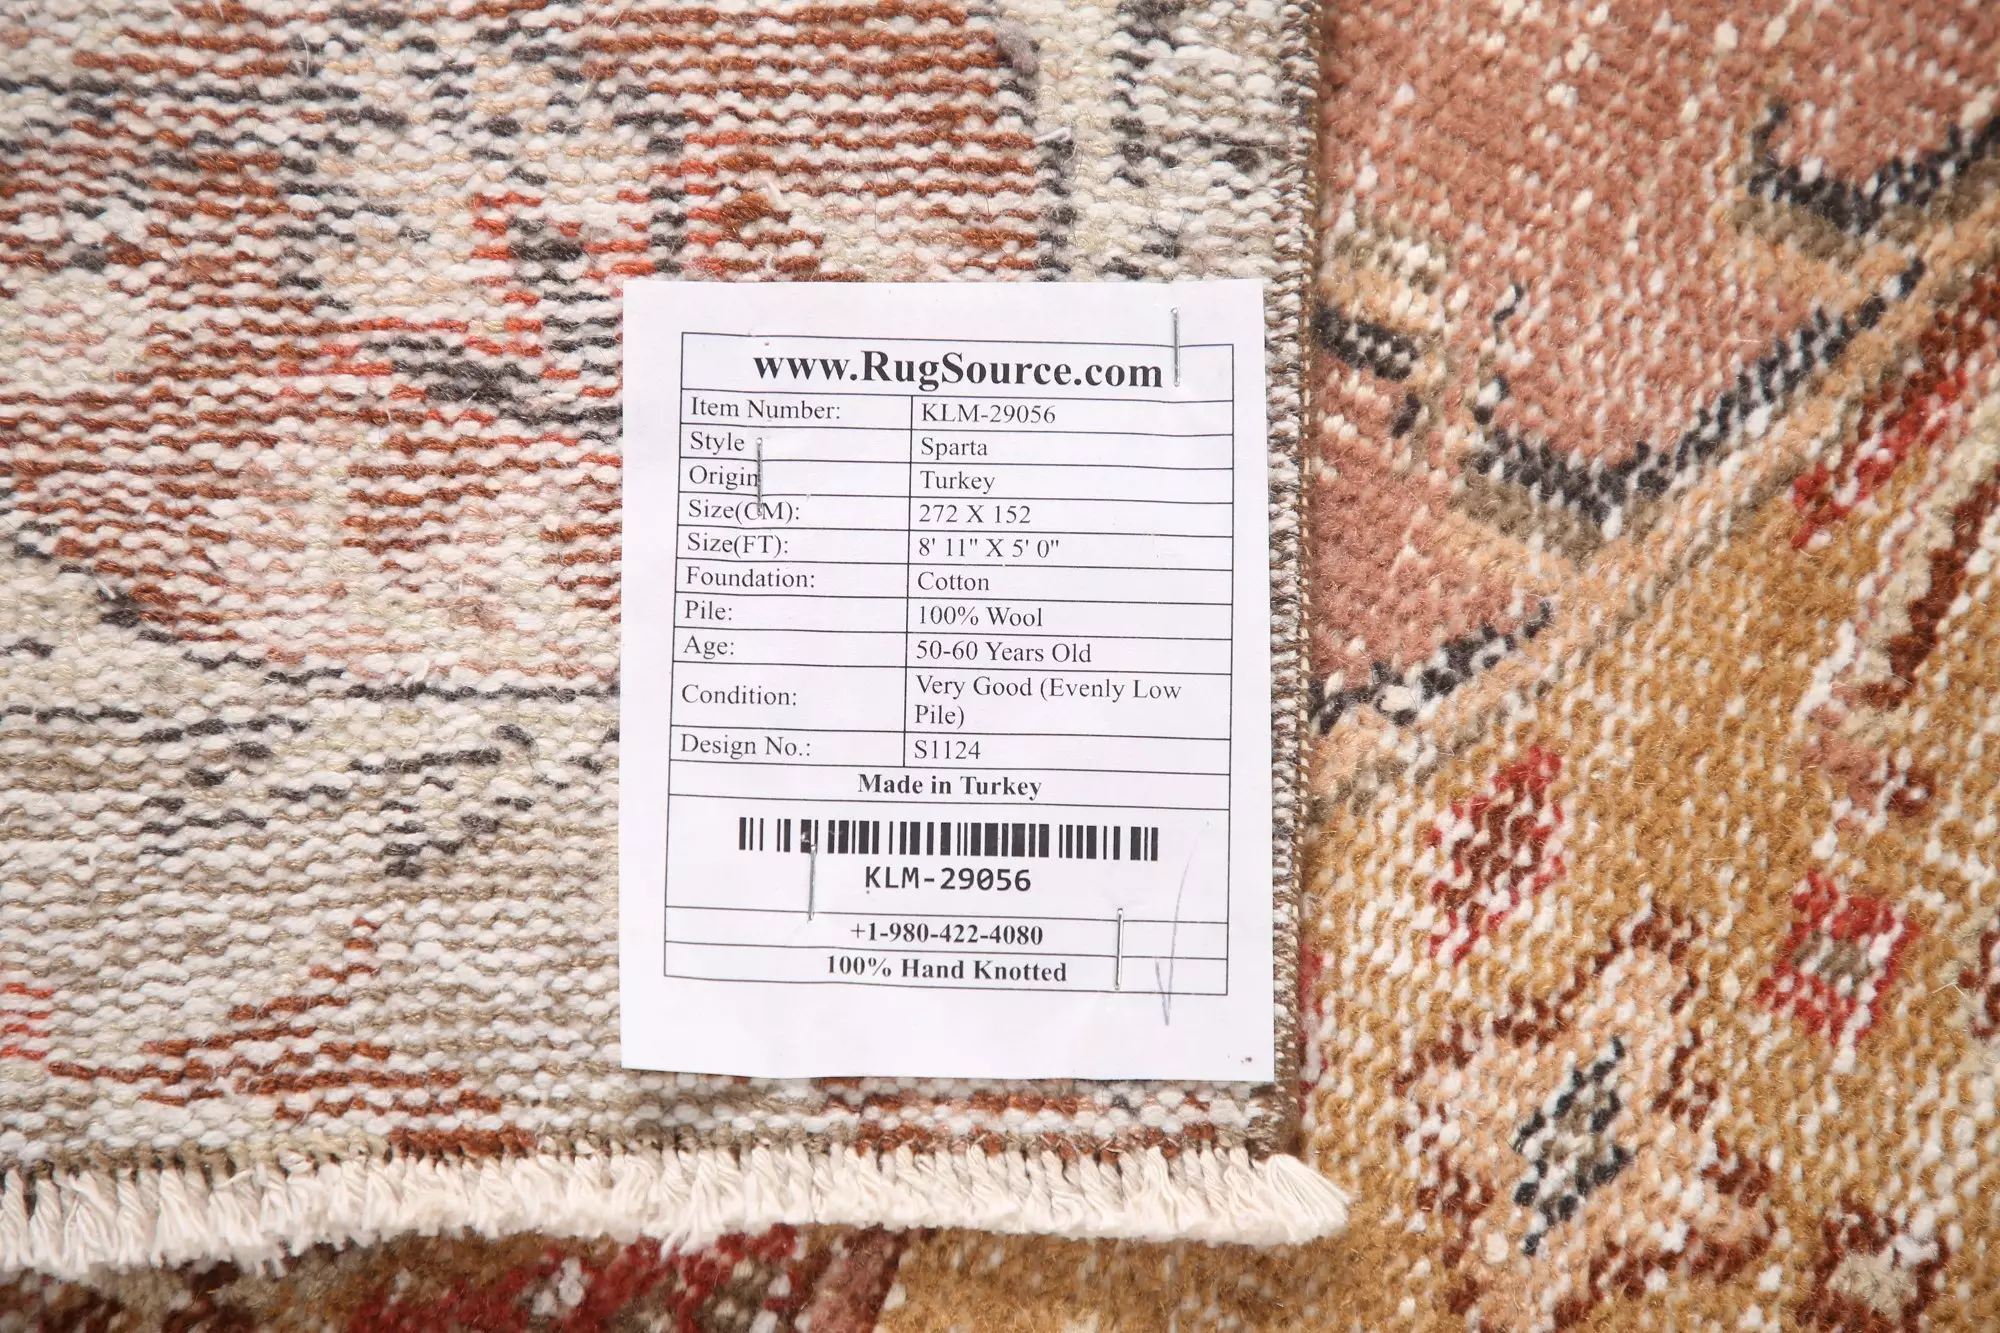 www.RugSource.com
Item Number: KLM-29056
Style Sparta
Origin Turkey
Size(CM): 272 X 152
Size(FT): 8' 11" X 5' 0"
Foundation: Cotton
Pile: 100% Wool
Age: 50-60 Years Old
Condition: Very Good (Evenly Low
Pile)
Design No.: S1124
Made in Turkey
KLM-29056
+1-980-422-4080
100% Hand Knotted